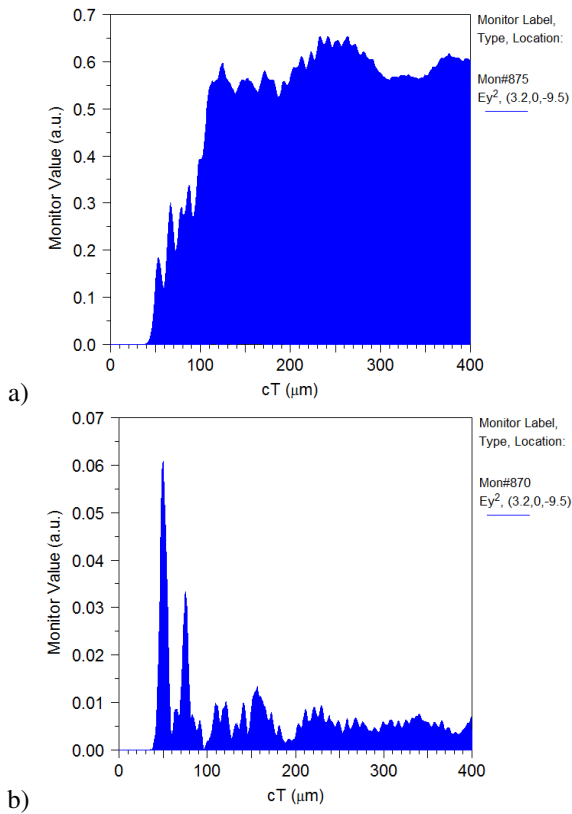 0.7
0.6
0.5
0.4
0.3
0.2
0.1
0.0
Monitor Value (a.u.)
0 100 200 300 400
cT (μm)
Monitor Label,
Type, Location:
Mon#875
Ey², (3.2,0,-9.5)
a)
0.07
0.06
0.05
0.04
0.03
0.02
0.01
0.00
Monitor Value (a.u.)
0 100 200 300 400
cT (μm)
Monitor Label,
Type, Location:
Mon#870
Ey², (3.2,0,-9.5)
b)